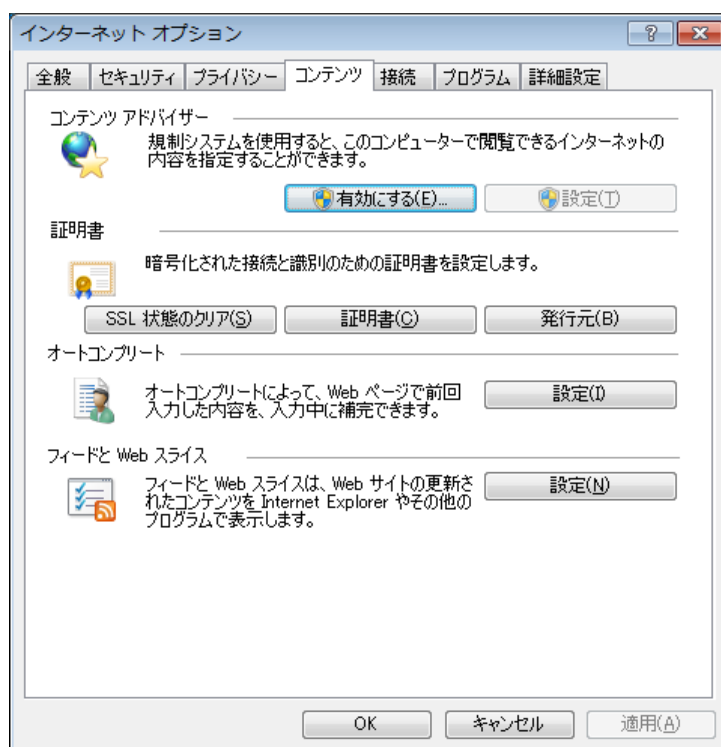 インターネット オプション
全般 セキュリティ プライバシー コンテンツ 接続 プログラム 詳細設定
コンテンツ アドバイザー
規制システムを使用すると、このコンピューターで閲覧できるインターネットの
内容を指定することができます。
有効にする(E)... 設定(T)
証明書
暗号化された接続と識別のための証明書を設定します。
SSL 状態のクリア(S) 証明書(C) 発行元(B)
オートコンプリート
オートコンプリートによって、Web ページで前回
入力した内容を、入力中に補完できます。
設定(I)
フィードと Web スライス
フィードと Web スライスは、Web サイトの更新さ
れたコンテンツを Internet Explorer やその他の
プログラムで表示します。
設定(N)
OK キャンセル 適用(A)